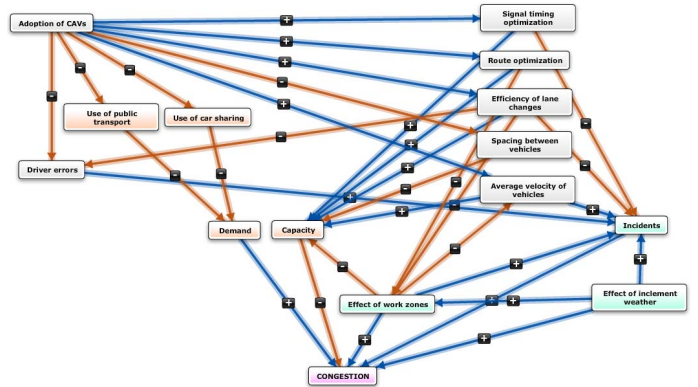 Adoption of CAVs
Signal timing
optimization
Route optimization
Efficiency of lane
changes
Use of public
transport
Use of car sharing
Spacing between
vehicles
Driver errors
Average velocity of
vehicles
Demand
Capacity
Incidents
Effect of work zones
Effect of inclement
weather
CONGESTION